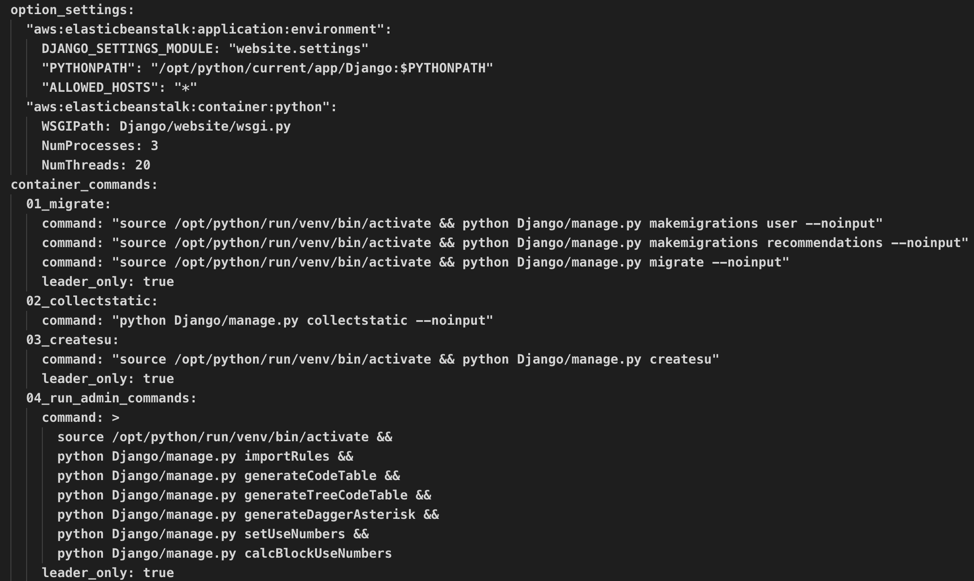 option_settings:
  "aws:elasticbeanstalk:application:environment":
    DJANGO_SETTINGS_MODULE: "website.settings"
    "PYTHONPATH": "/opt/python/current/app/Django:$PYTHONPATH"
    "ALLOWED_HOSTS": "*"
  "aws:elasticbeanstalk:container:python":
    WSGIPath: Django/website/wsgi.py
    NumProcesses: 3
    NumThreads: 20
container_commands:
  01_migrate:
    command: "source /opt/python/run/venv/bin/activate && python Django/manage.py makemigrations user --noinput"
    command: "source /opt/python/run/venv/bin/activate && python Django/manage.py makemigrations recommendations --noinput"
    command: "source /opt/python/run/venv/bin/activate && python Django/manage.py migrate --noinput"
    leader_only: true
  02_collectstatic:
    command: "python Django/manage.py collectstatic --noinput"
  03_createsu:
    command: "source /opt/python/run/venv/bin/activate && python Django/manage.py createsu"
    leader_only: true
  04_run_admin_commands:
    command: >
      source /opt/python/run/venv/bin/activate &&
      python Django/manage.py importRules &&
      python Django/manage.py generateCodeTable &&
      python Django/manage.py generateTreeCodeTable &&
      python Django/manage.py generateDaggerAsterisk &&
      python Django/manage.py setUseNumbers &&
      python Django/manage.py calcBlockUseNumbers
    leader_only: true